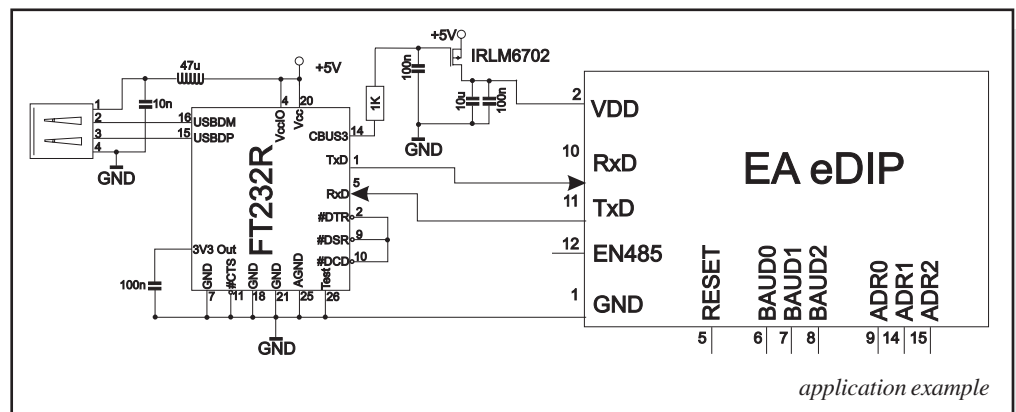 47u
+5V
+5V
IRLM6702
100n
1K
10u
100n
10n
1
2
3
4
GND
16 USBDM
15 USBDP
4
VccIO
20
Vcc
CBUS3 14
TxD 1
RxD 5
#DTR 2
#DSR 9
#DCD 10
FT232R
3V3 Out
100n
GND 7
#CTS 11
GND 18
GND 21
AGND 25
Test 26
GND
GND
2 VDD
10 RxD
11 TxD
12 EN485
1 GND
EA eDIP
RESET 5
BAUD0 6
BAUD1 7
BAUD2 8
ADR0 9
ADR1 14
ADR2 15
application example